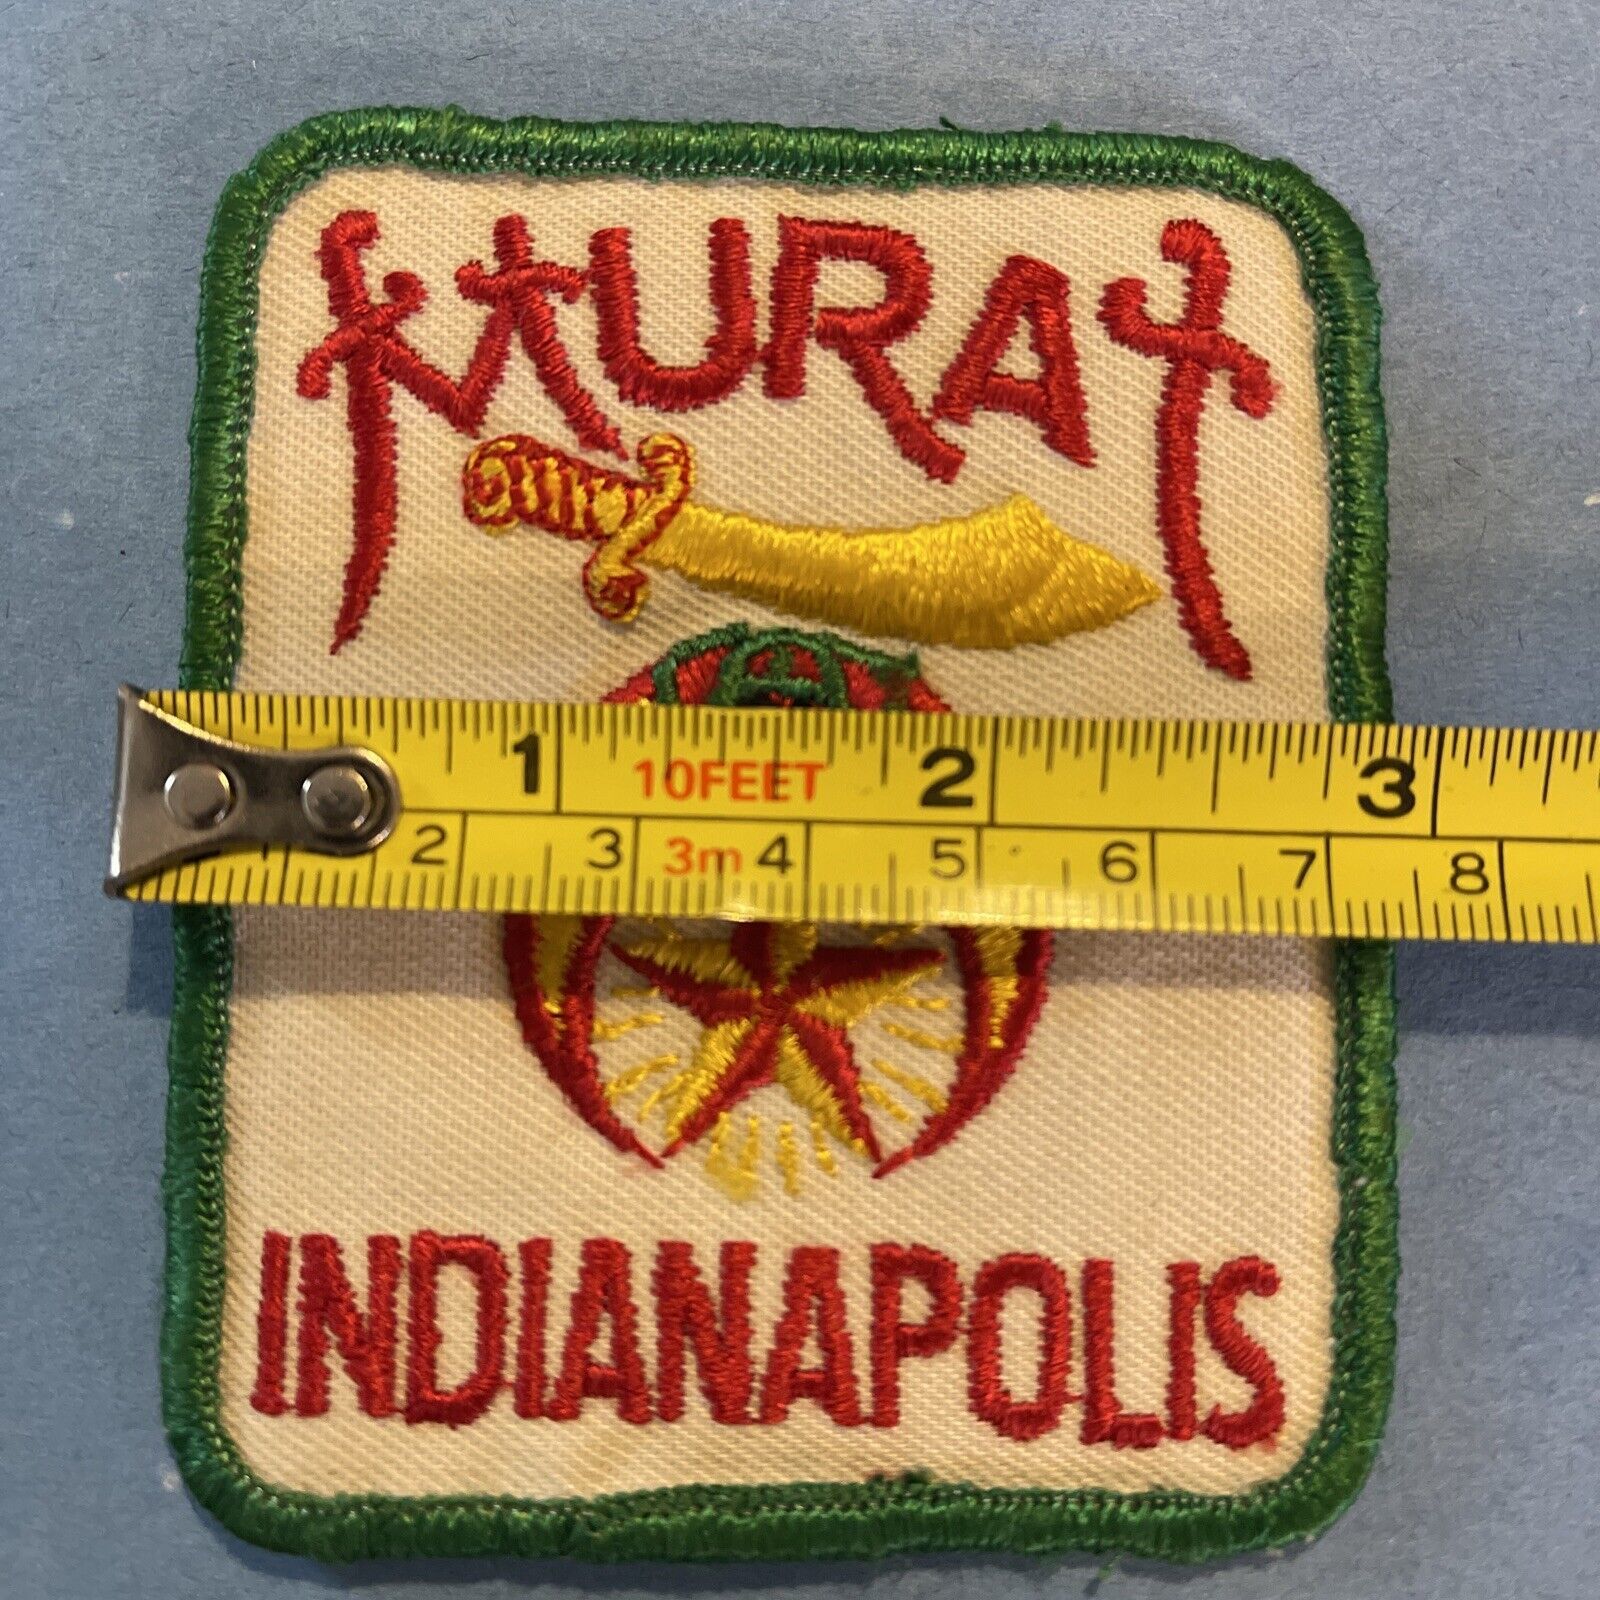 MURAT
1 10FEET 2 3
2 3 3m 4 5 6 7 8
INDIANAPOLIS